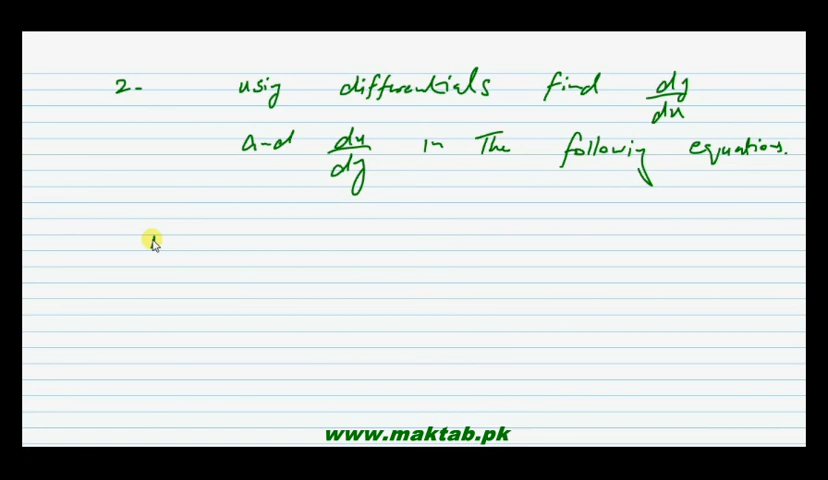 2- using differentials find dy/dx
and dx/dy in The following equations.
www.maktab.pk